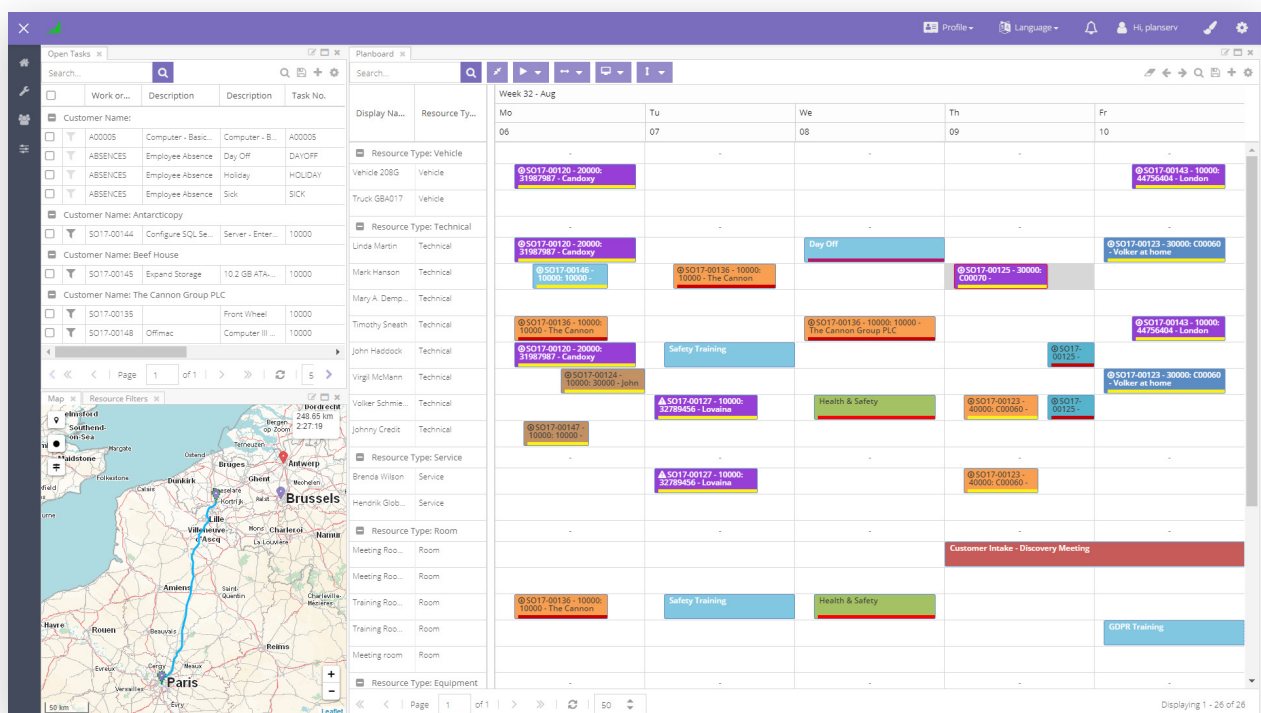 Profile
Language
Hi, planserv
Open Tasks
Search...
Work or... Description Description Task No.
Customer Name:
A00005 Computer - Basic... Computer - B... A00005
ABSENCES Employee Absence Day Off DAYOFF
ABSENCES Employee Absence Holiday HOLIDAY
ABSENCES Employee Absence Sick SICK
Customer Name: Antarcticopy
SO17-00144 Configure SQL Se... Server - Enter... 10000
Customer Name: Beef House
SO17-00145 Expand Storage 10.2 GB ATA-... 10000
Customer Name: The Cannon Group PLC
SO17-00135 Front Wheel 10000
SO17-00148 Offimac Computer III ... 10000
Page 1 of 1 5
Map Resource Filters
248.65 km
2:27:19
Dordrecht
Southend-
on-Sea
Margate
Maidstone
Folkestone
Bergen
op Zoom
Terneuzen
Ostend
Bruges
Antwerp
Dunkirk
Calais
Ghent
Mechelen
Roeselare
Kortrijk
Aalst
Brussels
Lille
Villeneuve
d'Ascq
Mons
Charleroi
Namur
La Louvière
Amiens
Saint-
Quentin
Charleville-
Mézières
Havre
Rouen
Beauvais
Reims
Evreux
Cergy
Meaux
Paris
Versailles
Évry
+
−
50 km
Leaflet
Planboard
Search...
Display Na... Resource Ty...
Week 32 - Aug
Mo Tu We Th Fr
06 07 08 09 10
Resource Type: Vehicle - - - - -
Vehicle 208G Vehicle
SO17-00120 - 20000:
31987987 - Candoxy
SO17-00143 - 10000:
44756404 - London
Truck GBA017 Vehicle
Resource Type: Technical - - - - -
Linda Martin Technical
SO17-00120 - 20000:
31987987 - Candoxy
Day Off
SO17-00123 - 30000: C00060
- Volker at home
Mark Hanson Technical
SO17-00146 -
10000: 10000 -
SO17-00136 - 10000:
10000 - The Cannon
SO17-00125 - 30000:
C00070 -
Mary A. Demp... Technical
Timothy Sneath Technical
SO17-00136 - 10000:
10000 - The Cannon
SO17-00136 - 10000: 10000 -
The Cannon Group PLC
SO17-00143 - 10000:
44756404 - London
John Haddock Technical
SO17-00120 - 20000:
31987987 - Candoxy
Safety Training
SO17-
00125 -
Virgil McMann Technical
SO17-00124 -
10000: 30000 - John
SO17-00123 - 30000: C00060
- Volker at home
Volker Schmie... Technical
SO17-00127 - 10000:
32789456 - Lovaina
Health & Safety
SO17-00123 -
40000: C00060 -
SO17-
00125 -
Johnny Credit Technical
SO17-00147 -
10000: 10000 -
Resource Type: Service - - - - -
Brenda Wilson Service
SO17-00127 - 10000:
32789456 - Lovaina
SO17-00123 -
40000: C00060 -
Hendrik Glob... Service
Resource Type: Room - - - - -
Meeting Roo... Room
Customer Intake - Discovery Meeting
Meeting Roo... Room
Training Roo... Room
SO17-00136 - 10000:
10000 - The Cannon
Safety Training
Health & Safety
Training Roo... Room
GDPR Training
Meeting room Room
Resource Type: Equipment - - - - -
Page 1 of 1 50
Displaying 1 - 26 of 26